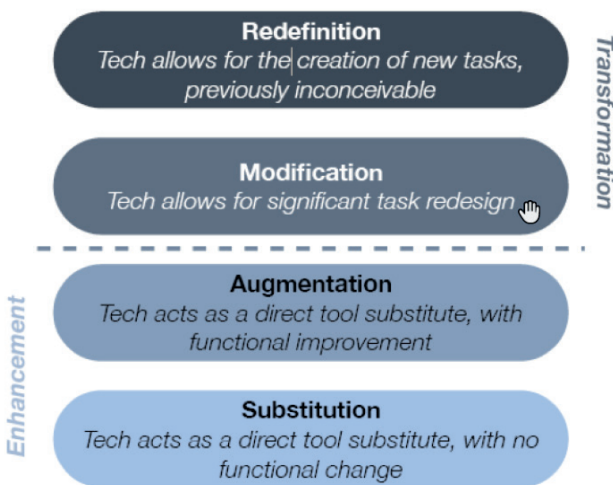 Redefinition
Tech allows for the creation of new tasks,
previously inconceivable
Transformation
Modification
Tech allows for significant task redesign
Augmentation
Tech acts as a direct tool substitute, with
functional improvement
Enhancement
Substitution
Tech acts as a direct tool substitute, with no
functional change